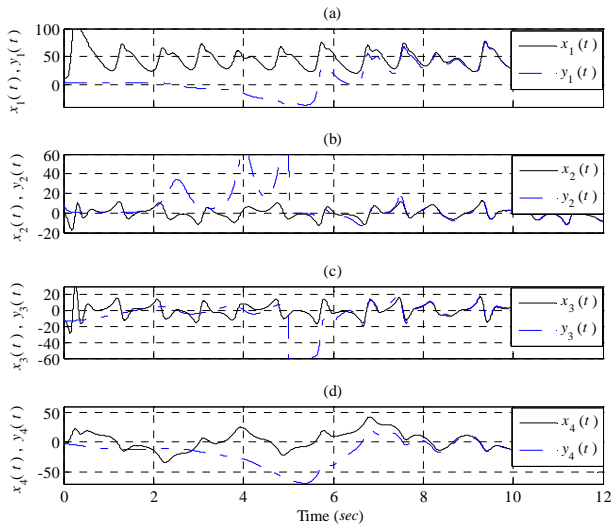 (a)
x1(t), y1(t)
100
50
0
x1(t)
y1(t)
(b)
x2(t), y2(t)
60
40
20
0
-20
x2(t)
y2(t)
(c)
x3(t), y3(t)
20
0
-20
-40
-60
x3(t)
y3(t)
(d)
x4(t), y4(t)
50
0
-50
x4(t)
y4(t)
0 2 4 6 8 10 12
Time (sec)